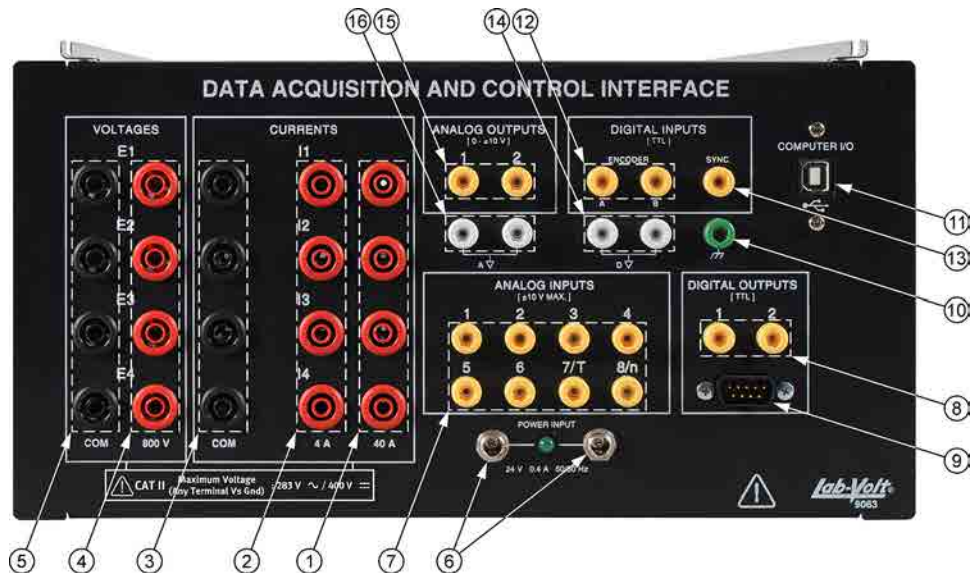 16 15 14 12
DATA ACQUISITION AND CONTROL INTERFACE
VOLTAGES
E1
E2
E3
E4
COM 800 V
CURRENTS
I1
I2
I3
I4
COM 4 A 40 A
ANALOG OUTPUTS
[ 0 - ±10 V ]
1 2
A
DIGITAL INPUTS
[ TTL ]
ENCODER SYNC
A B
D
COMPUTER I/O
11
13
10
ANALOG INPUTS
[ ±10 V MAX. ]
1 2 3 4
5 6 7/T 8/n
DIGITAL OUTPUTS
[ TTL ]
1 2
8
9
POWER INPUT
24 V 0.4 A 50/60 Hz
CAT II Maximum Voltage
(Any Terminal Vs Gnd) : 283 V ~ / 400 V
Lab-Volt®
9063
5 4 3 2 1 7 6